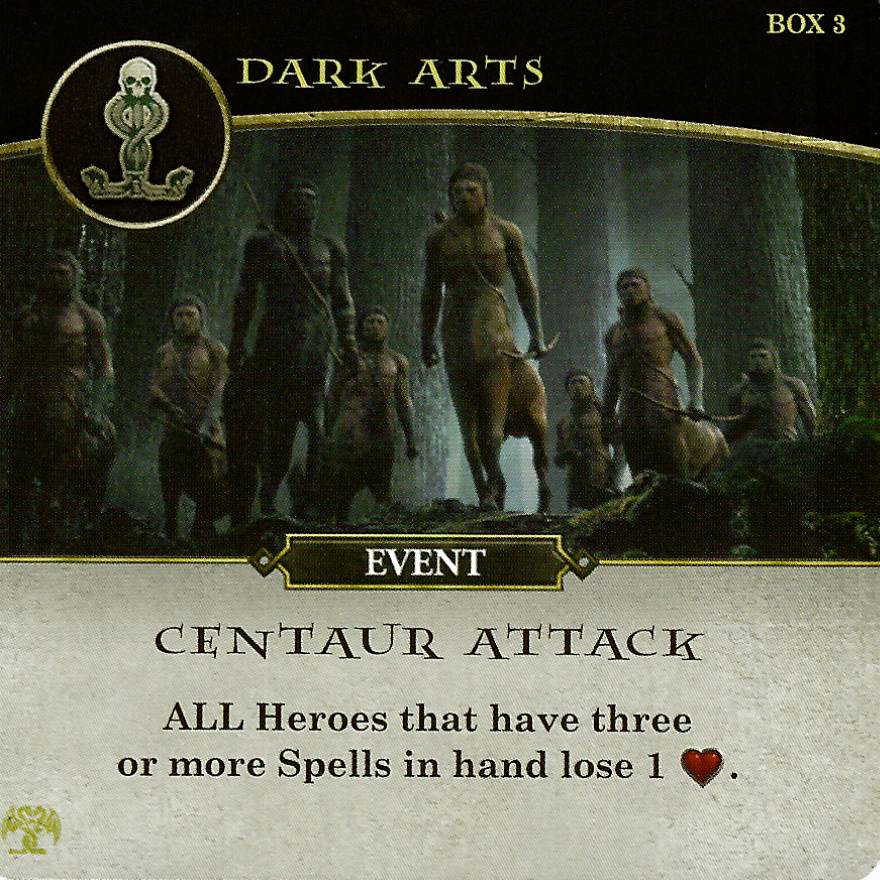 BOX 3
DARK ARTS
EVENT
CENTAUR ATTACK
ALL Heroes that have three
or more Spells in hand lose 1 ❤.